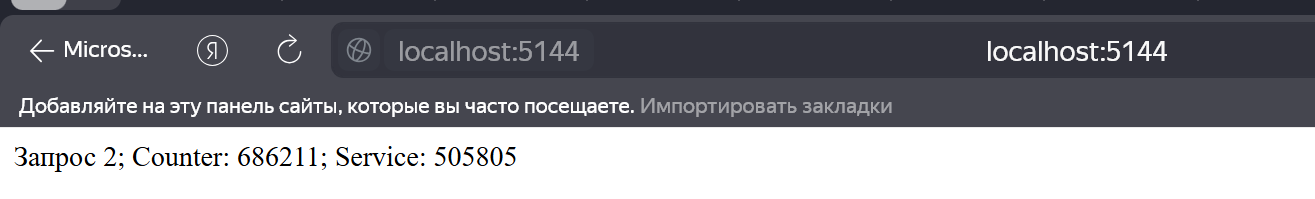 Micros...
Я
localhost:5144 localhost:5144
Добавляйте на эту панель сайты, которые вы часто посещаете. Импортировать закладки
Запрос 2; Counter: 686211; Service: 505805